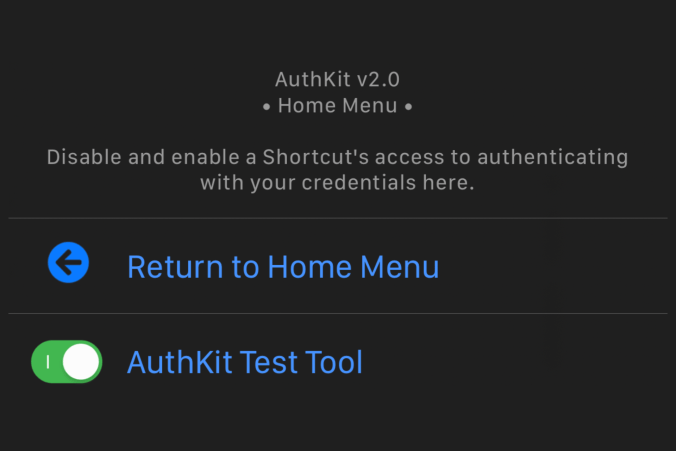 AuthKit v2.0
• Home Menu •
Disable and enable a Shortcut's access to authenticating
with your credentials here.
Return to Home Menu
AuthKit Test Tool